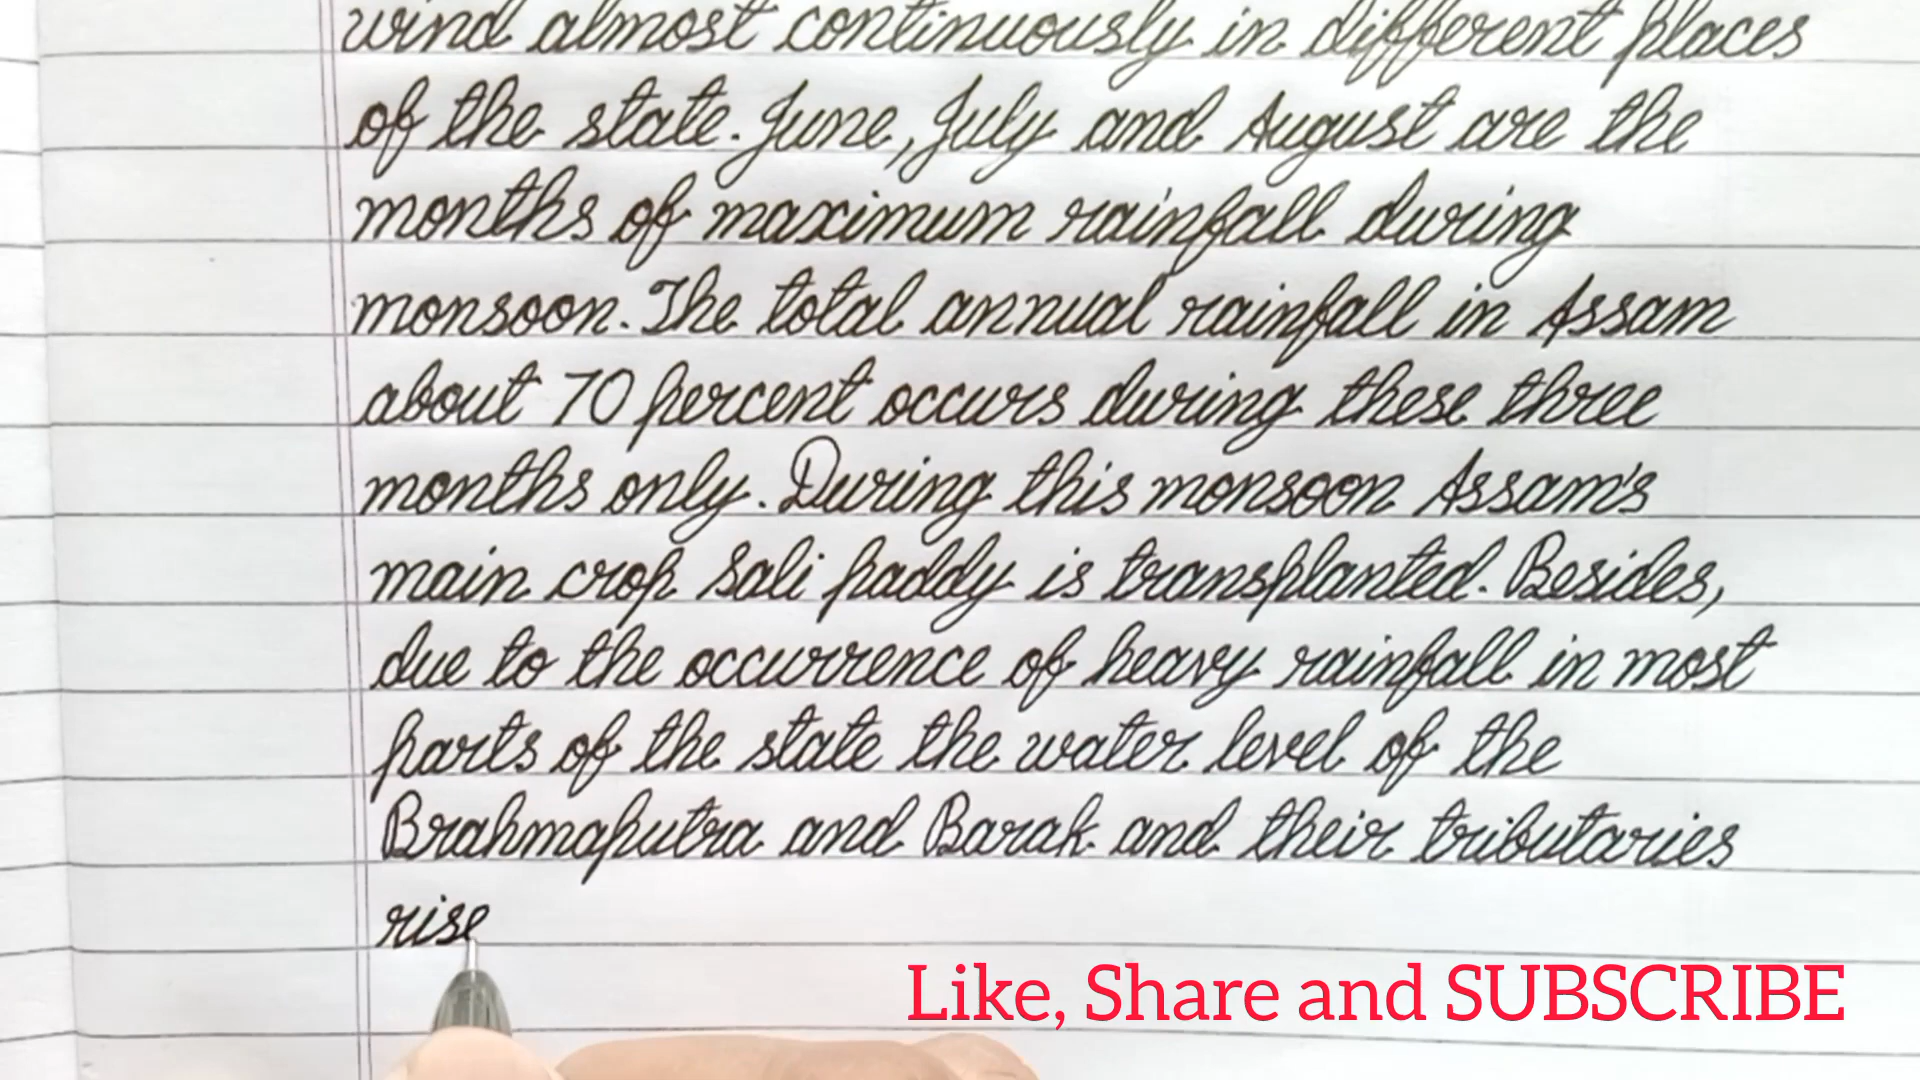 wind almost continuously in different places
of the state. June, July and August are the
months of maximum rainfall during
monsoon. The total annual rainfall in Assam
about 70 percent occurs during these three
months only. During this monsoon Assam's
main crop Sali paddy is transplanted. Besides,
due to the occurrence of heavy rainfall in most
parts of the state the water level of the
Brahmaputra and Barak and their tributaries
rise
Like, Share and SUBSCRIBE